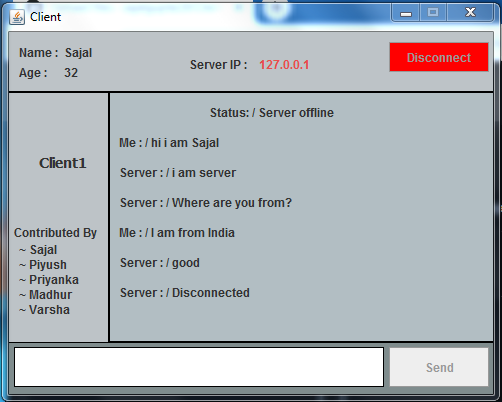 Client
Name : Sajal
Age : 32
Server IP : 127.0.0.1
Disconnect
Status: / Server offline
Me : / hi i am Sajal
Server : / i am server
Server : / Where are you from?
Me : / I am from India
Server : / good
Server : / Disconnected
Client1
Contributed By
~ Sajal
~ Piyush
~ Priyanka
~ Madhur
~ Varsha
Send